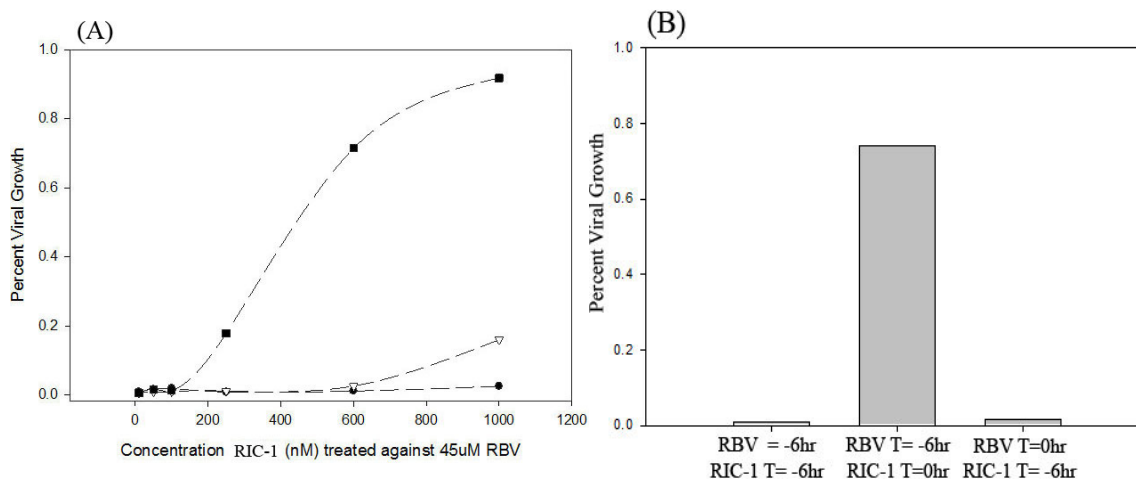 (A)
1.0
0.8
0.6
0.4
0.2
0.0
Percent Viral Growth
0 200 400 600 800 1000 1200
Concentration RIC-1 (nM) treated against 45uM RBV
(B)
1.0
0.8
0.6
0.4
0.2
0.0
Percent Viral Growth
RBV = -6hr RBV T= -6hr RBV T=0hr
RIC-1 T= -6hr RIC-1 T=0hr RIC-1 T= -6hr